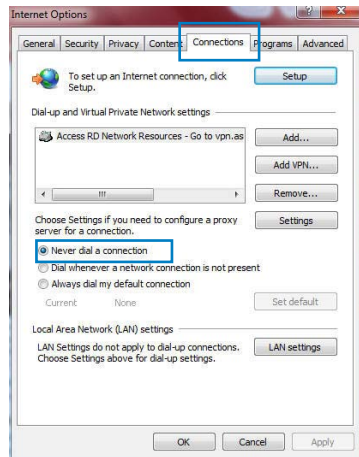 Internet Options
General Security Privacy Content Connections Programs Advanced
To set up an Internet connection, click
Setup.
Setup
Dial-up and Virtual Private Network settings
Access RD Network Resources - Go to vpn.as
Add...
Add VPN...
Remove...
Choose Settings if you need to configure a proxy
server for a connection.
Settings
Never dial a connection
Dial whenever a network connection is not present
Always dial my default connection
Current None
Set default
Local Area Network (LAN) settings
LAN Settings do not apply to dial-up connections.
Choose Settings above for dial-up settings.
LAN settings
OK Cancel Apply